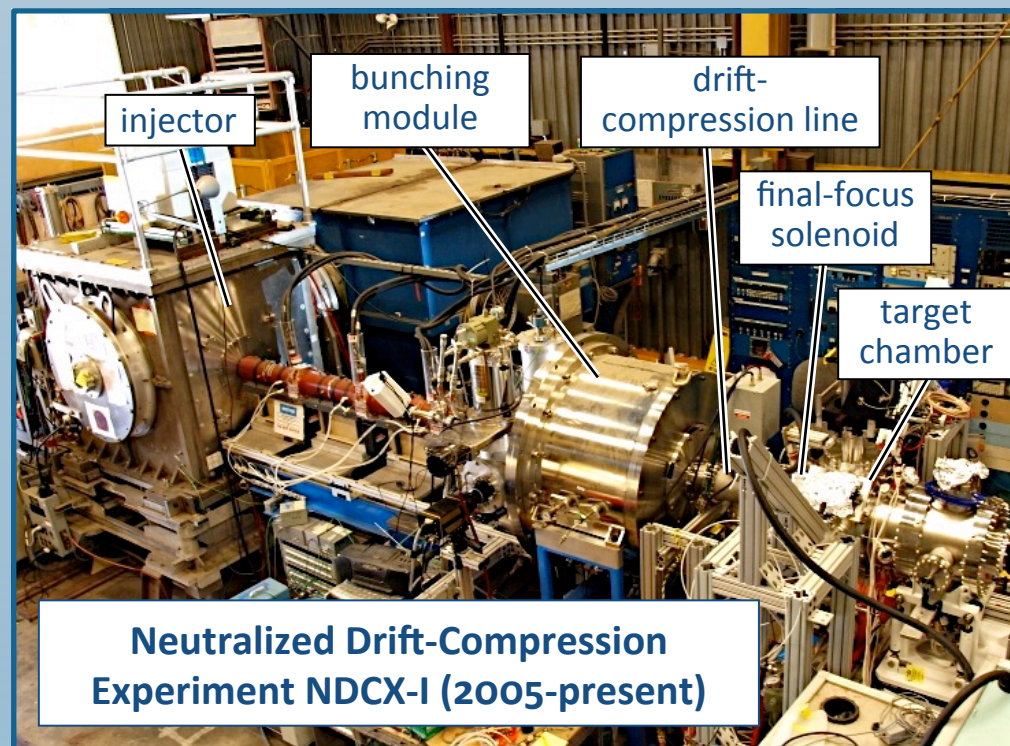 injector
bunching
module
drift-
compression line
final-focus
solenoid
target
chamber
Neutralized Drift-Compression
Experiment NDCX-I (2005-present)